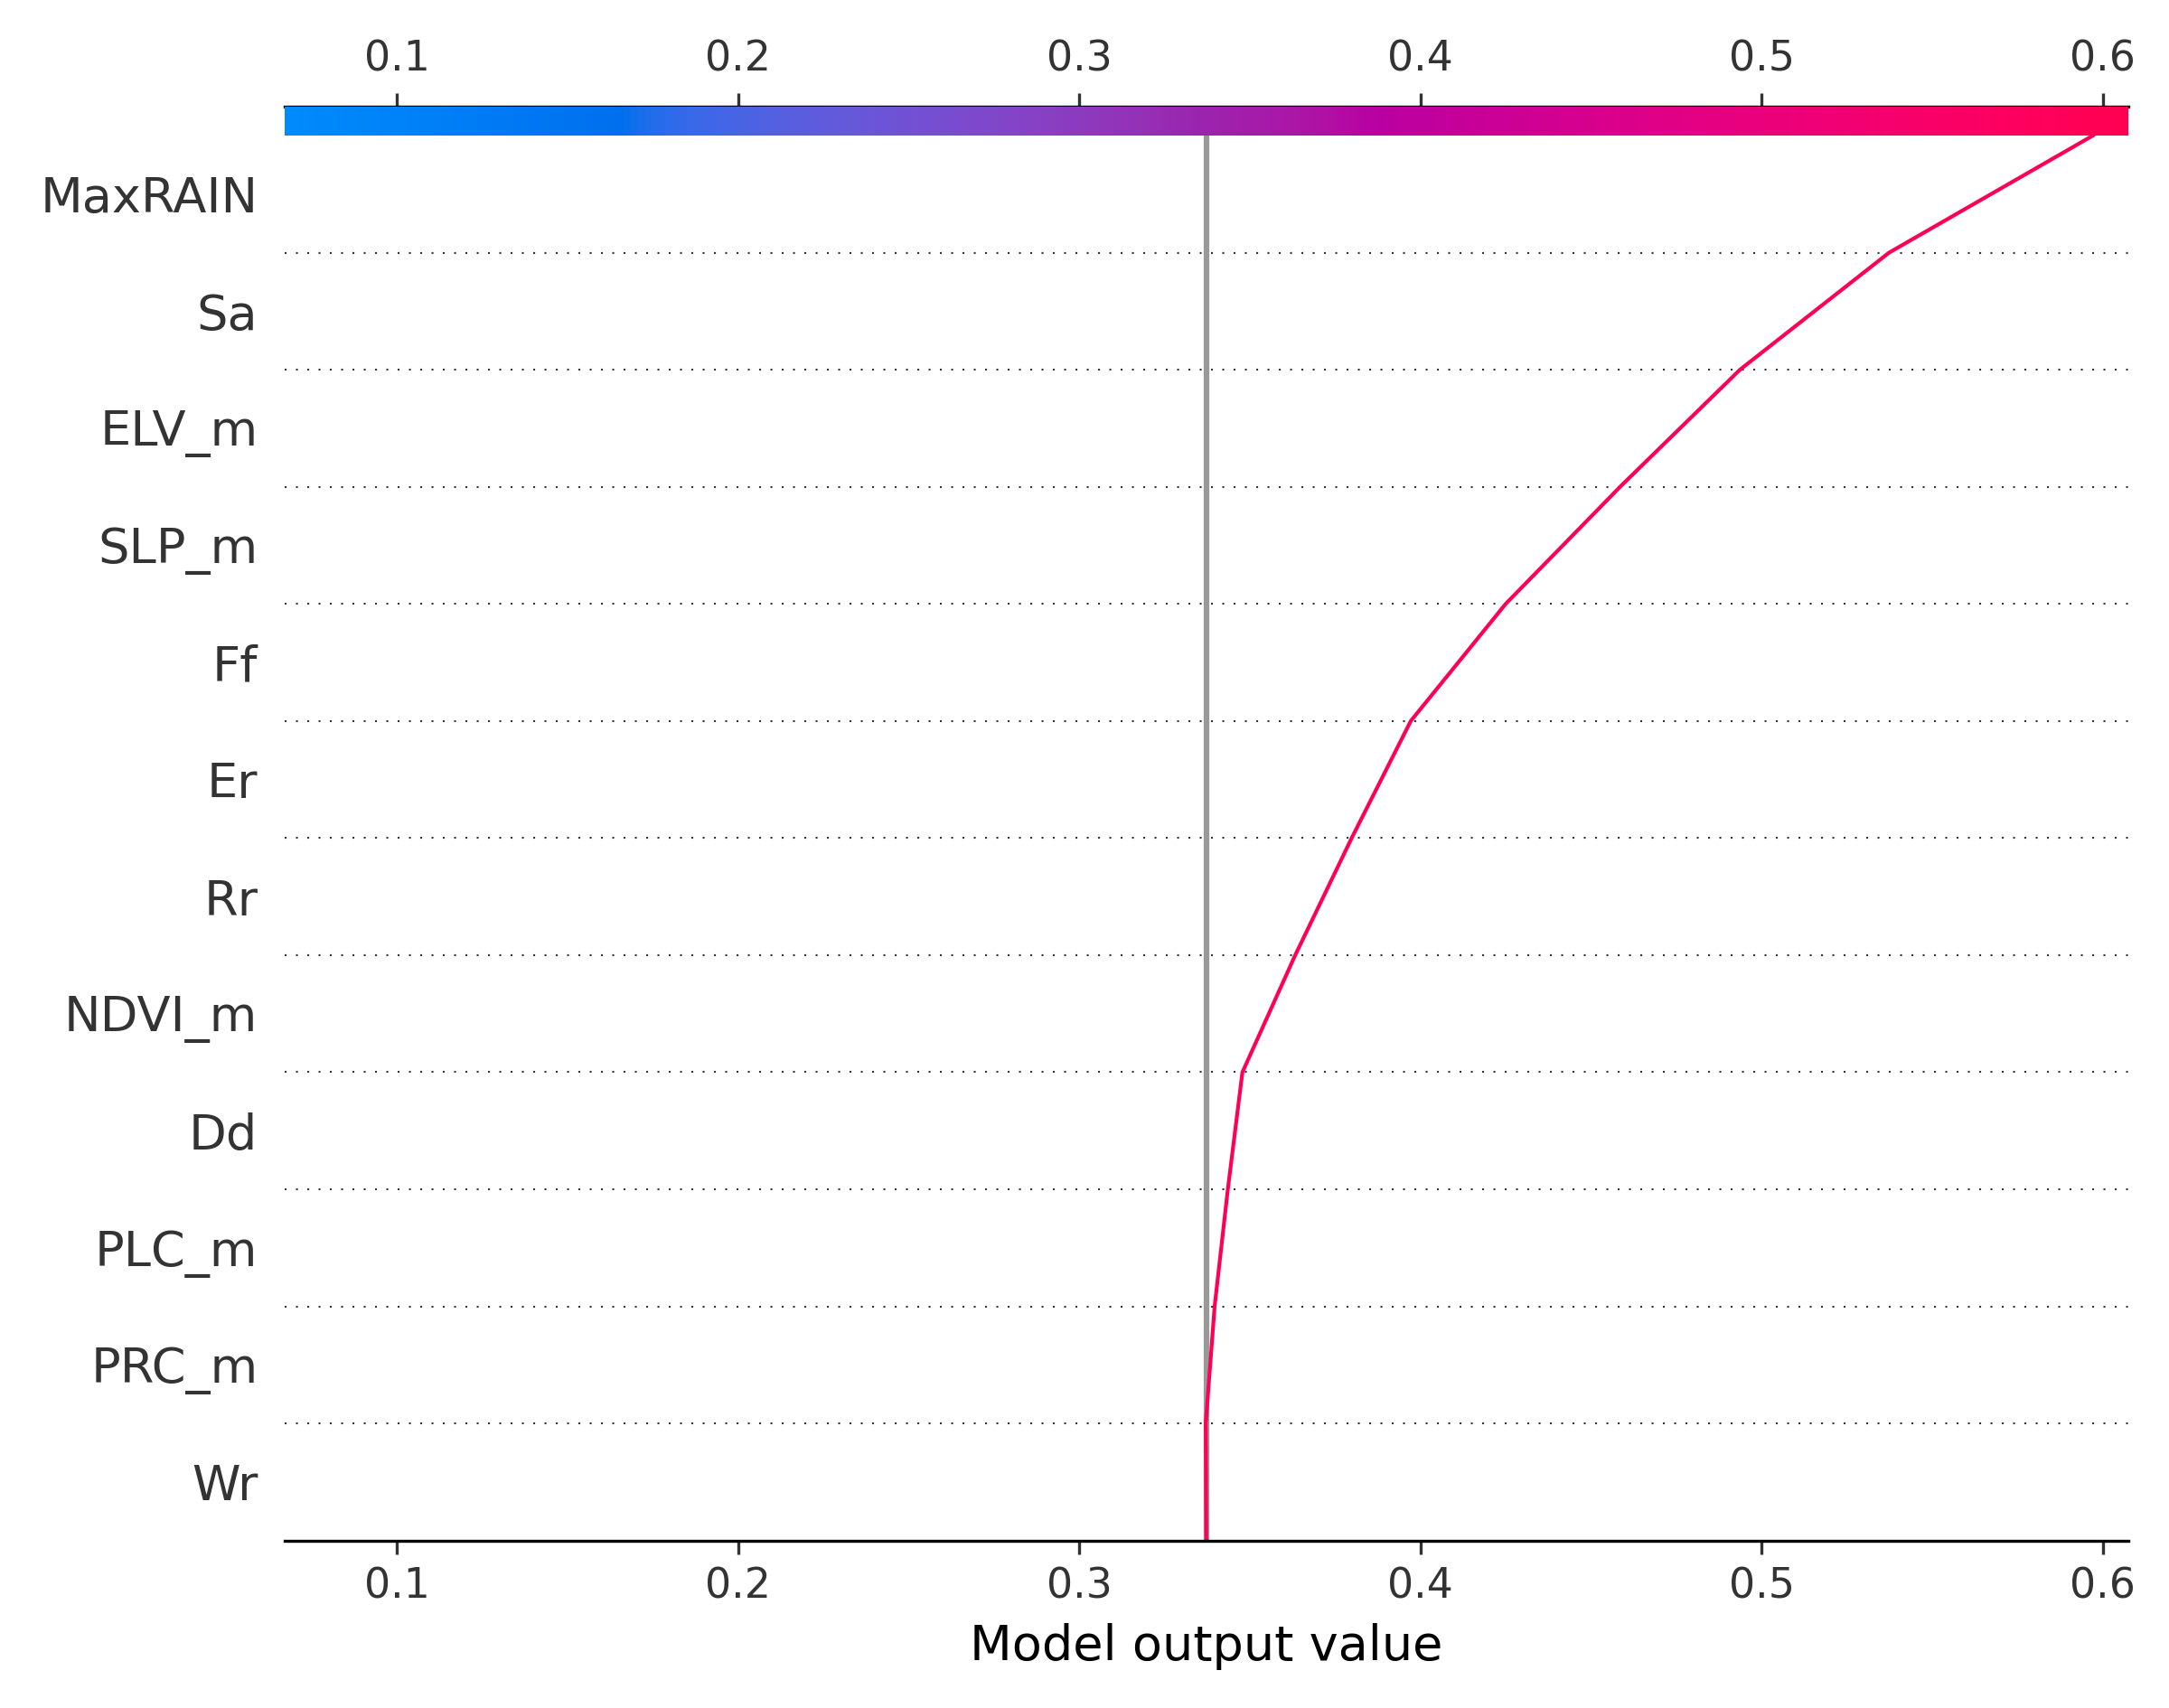 0.1 0.2 0.3 0.4 0.5 0.6
MaxRAIN
Sa
ELV_m
SLP_m
Ff
Er
Rr
NDVI_m
Dd
PLC_m
PRC_m
Wr
0.1 0.2 0.3 0.4 0.5 0.6
Model output value